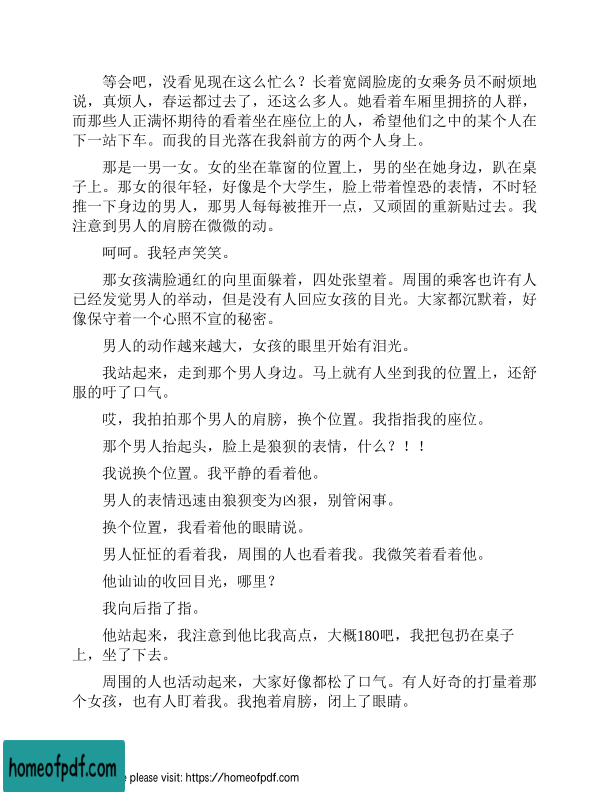 等会吧，没看见现在这么忙么？长着宽阔脸庞的女乘务员不耐烦地
说，真烦人，春运都过去了，还这么多人。她看着车厢里拥挤的人群，
而那些人正满怀期待的看着坐在座位上的人，希望他们之中的某个人在
下一站下车。而我的目光落在我斜前方的两个人身上。
那是一男一女。女的坐在靠窗的位置上，男的坐在她身边，趴在桌
子上。那女的很年轻，好像是个大学生，脸上带着惶恐的表情，不时轻
推一下身边的男人，那男人每每被推开一点，又顽固的重新贴过去。我
注意到男人的肩膀在微微的动。
呵呵。我轻声笑笑。
那女孩满脸通红的向里面躲着，四处张望着。周围的乘客也许有人
已经发觉男人的举动，但是没有人回应女孩的目光。大家都沉默着，好
像保守着一个心照不宣的秘密。
男人的动作越来越大，女孩的眼里开始有泪光。
我站起来，走到那个男人身边。马上就有人坐到我的位置上，还舒
服的吁了口气。
哎，我拍拍那个男人的肩膀，换个位置。我指指我的座位。
那个男人抬起头，脸上是狼狈的表情，什么？！！
我说换个位置。我平静的看着他。
男人的表情迅速由狼狈变为凶狠，别管闲事。
换个位置，我看着他的眼睛说。
男人怔怔的看着我，周围的人也看着我。我微笑着看着他。
他讪讪的收回目光，哪里？
我向后指了指。
他站起来，我注意到他比我高点，大概180吧，我把包扔在桌子
上，坐了下去。
周围的人也活动起来，大家好像都松了口气。有人好奇的打量着那
个女孩，也有人盯着我。我抱着肩膀，闭上了眼睛。
homeofpdf.com
e please visit: https://homeofpdf.com